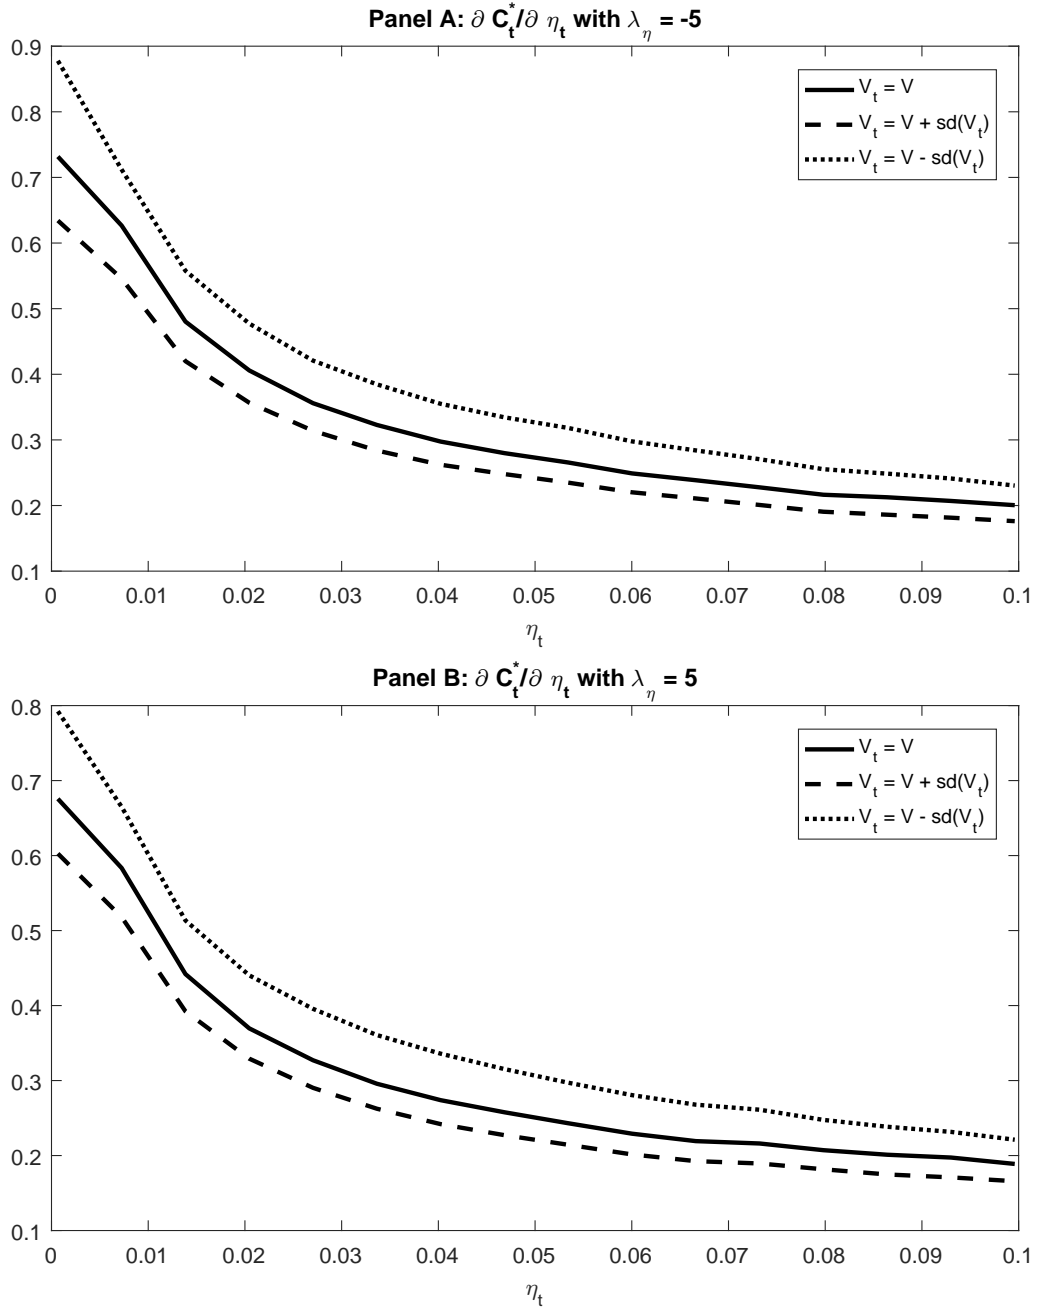 Panel A: ∂ C*t/∂ ηt with λη = -5
0.9
0.8
0.7
0.6
0.5
0.4
0.3
0.2
0.1
Vt = V
Vt = V + sd(Vt)
Vt = V - sd(Vt)
0 0.01 0.02 0.03 0.04 0.05 0.06 0.07 0.08 0.09 0.1
ηt
Panel B: ∂ C*t/∂ ηt with λη = 5
0.8
0.7
0.6
0.5
0.4
0.3
0.2
0.1
Vt = V
Vt = V + sd(Vt)
Vt = V - sd(Vt)
0 0.01 0.02 0.03 0.04 0.05 0.06 0.07 0.08 0.09 0.1
ηt